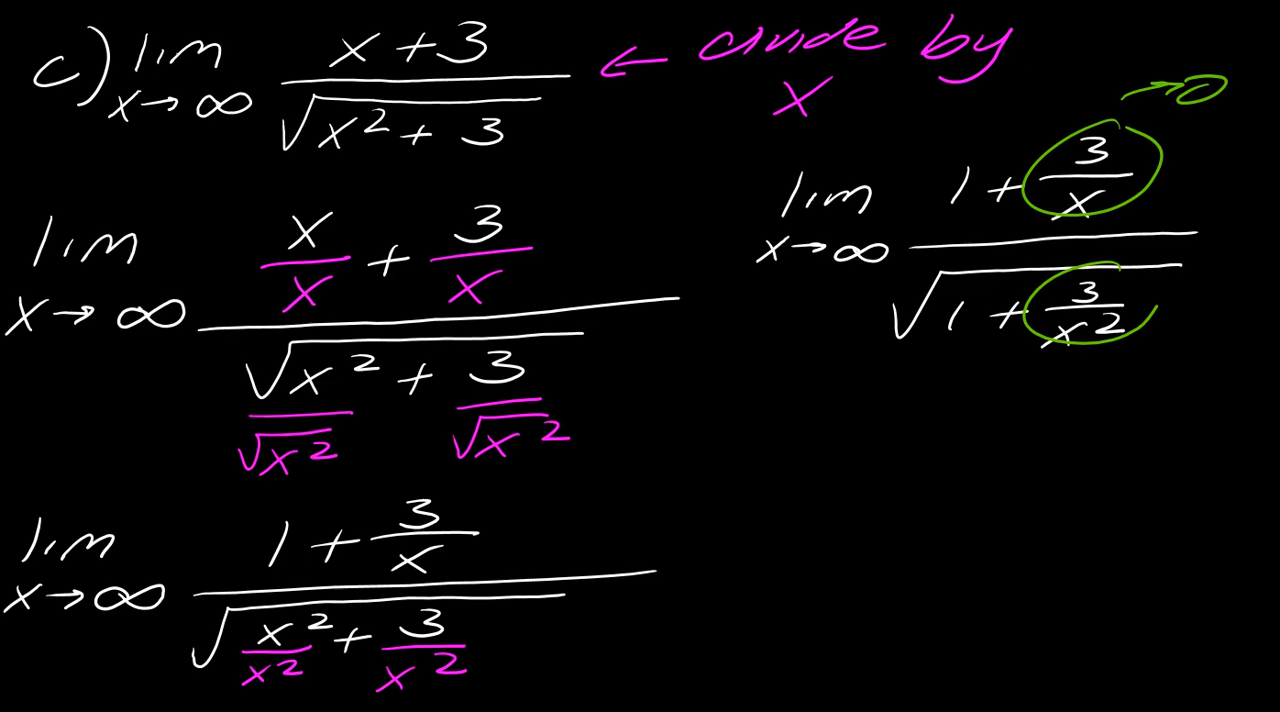 c) lim x→∞ (x + 3)/(√(x² + 3)) ← divide by x
lim x→∞ (x/x + 3/x)/(√x² + 3 / √x² √x²)
lim x→∞ (1 + 3/x)/(√(x²/x² + 3/x²))
lim x→∞ (1 + 3/x)/(√(1 + 3/x²)) → 0